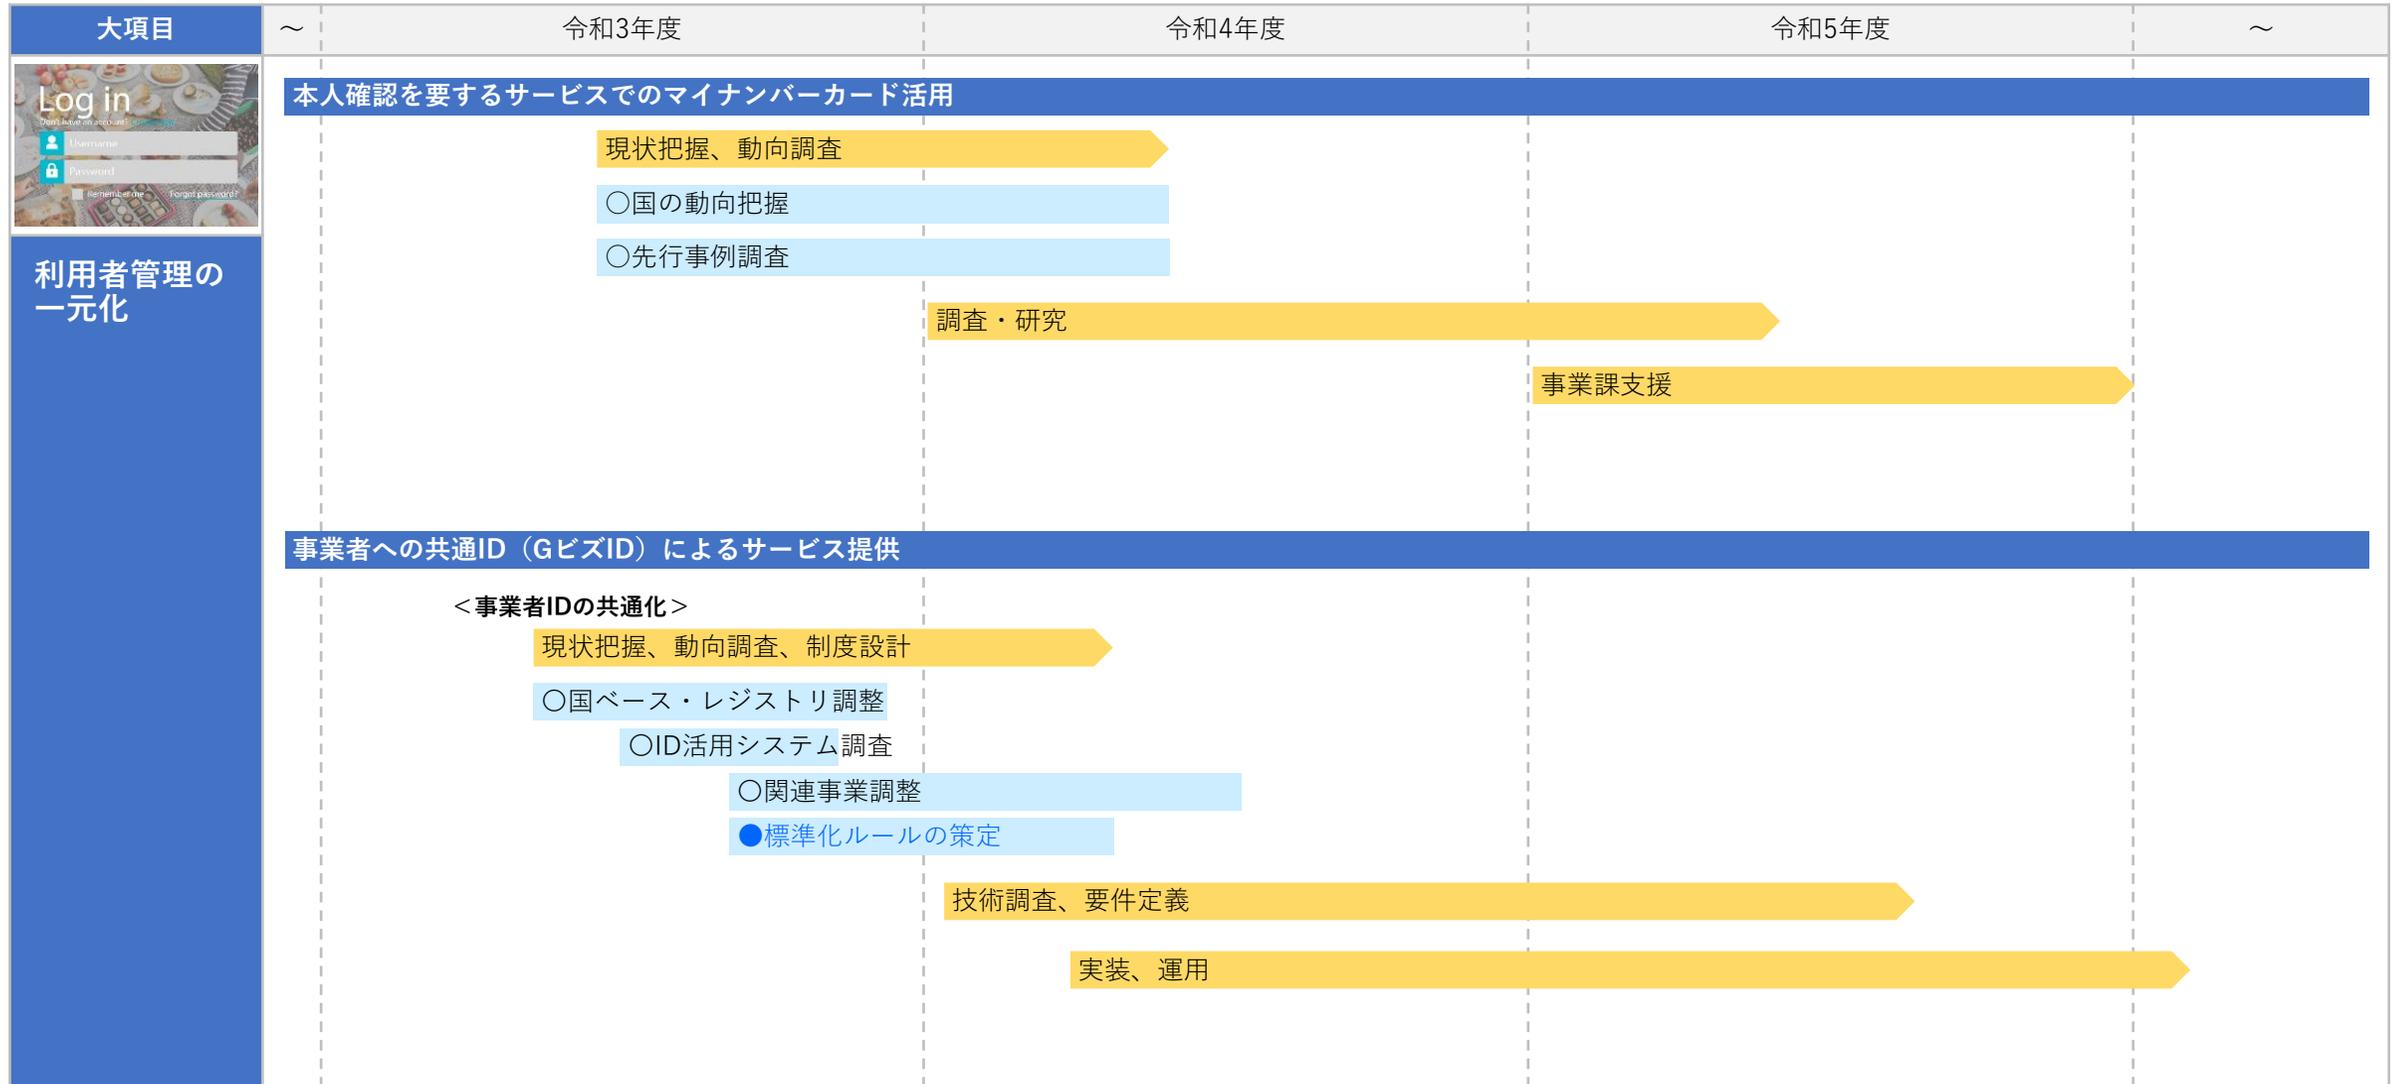 大項目
～
令和3年度
令和4年度
令和5年度
～
Log in
Don't have an account?
Username
Password
Remember me
Forgot password?
利用者管理の
一元化
本人確認を要するサービスでのマイナンバーカード活用
現状把握、動向調査
○国の動向把握
○先行事例調査
調査・研究
事業課支援
事業者への共通ID（GビズID）によるサービス提供
＜事業者IDの共通化＞
現状把握、動向調査、制度設計
○国ベース・レジストリ調整
○ID活用システム調査
○関連事業調整
●標準化ルールの策定
技術調査、要件定義
実装、運用